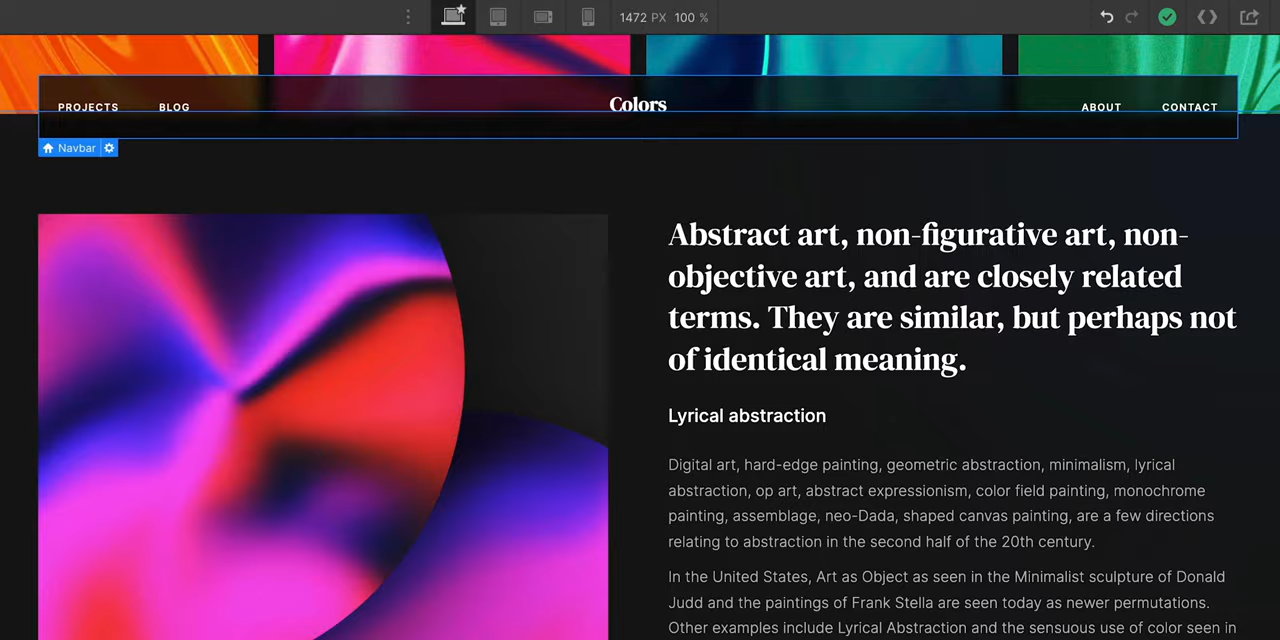 1472 PX 100 %
PROJECTS BLOG Colors ABOUT CONTACT
Navbar
Abstract art, non-figurative art, non-
objective art, and are closely related
terms. They are similar, but perhaps not
of identical meaning.
Lyrical abstraction
Digital art, hard-edge painting, geometric abstraction, minimalism, lyrical
abstraction, op art, abstract expressionism, color field painting, monochrome
painting, assemblage, neo-Dada, shaped canvas painting, are a few directions
relating to abstraction in the second half of the 20th century.
In the United States, Art as Object as seen in the Minimalist sculpture of Donald
Judd and the paintings of Frank Stella are seen today as newer permutations.
Other examples include Lyrical Abstraction and the sensuous use of color seen in